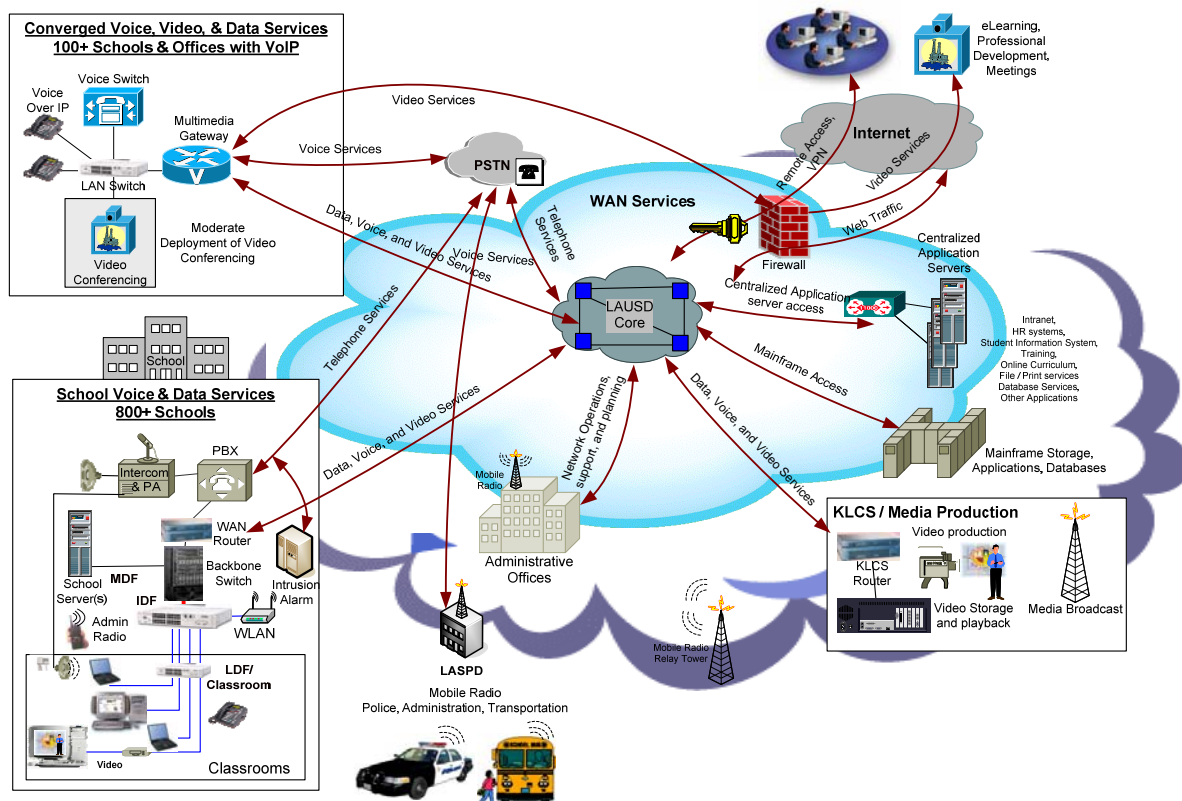 Converged Voice, Video, & Data Services
100+ Schools & Offices with VoIP
Voice Switch
Voice
Over IP
Multimedia
Gateway
V
LAN Switch
Moderate
Deployment of Video
Conferencing
Video
Conferencing
Video Services
Voice Services
PSTN
Data, Voice, and Video Services
Voice Services
Telephone
Services
Telephone Services
WAN Services
eLearning,
Professional
Development,
Meetings
Internet
Remote Access,
VPN
Video Services
Web Traffic
Firewall
Centralized
Application
Servers
Centralized Application
server access
LAUSD
Core
Intranet,
HR systems,
Student Information System,
Training,
Online Curriculum,
File / Print services
Database Services,
Other Applications
Mainframe Access
Mainframe Storage,
Applications, Databases
Data, Voice, and Video Services
Network Operations,
support, and planning
Data, Voice, and Video Services
School
School Voice & Data Services
800+ Schools
PBX
Intercom
& PA
WAN
Router
Backbone
Switch
Intrusion
Alarm
School
Server(s)
MDF
IDF
Admin
Radio
WLAN
LDF/
Classroom
Video
Classrooms
Mobile
Radio
Administrative
Offices
LASPD
Mobile Radio
Police, Administration, Transportation
SCHOOL BUS
Mobile Radio
Relay Tower
KLCS / Media Production
Video production
KLCS
Router
Video Storage
and playback
Media Broadcast